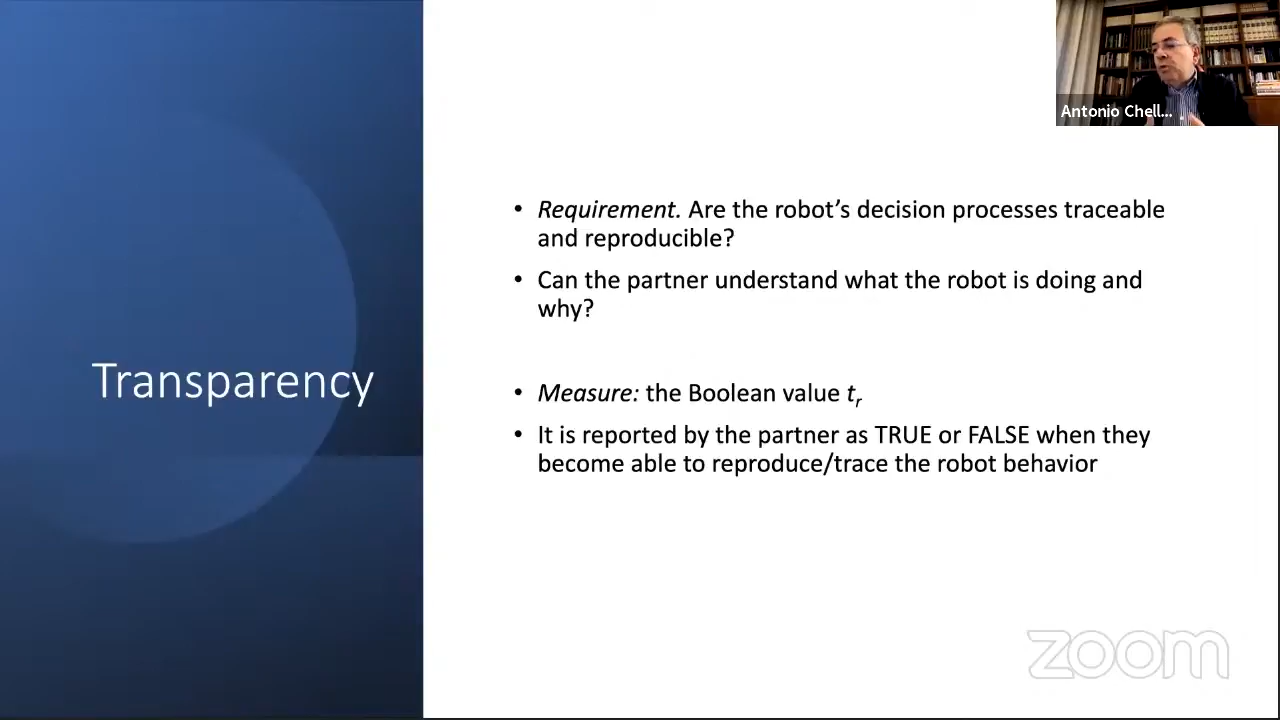 Antonio Chell...
Transparency
• Requirement. Are the robot’s decision processes traceable
and reproducible?
• Can the partner understand what the robot is doing and
why?
• Measure: the Boolean value tr
• It is reported by the partner as TRUE or FALSE when they
become able to reproduce/trace the robot behavior
zoom